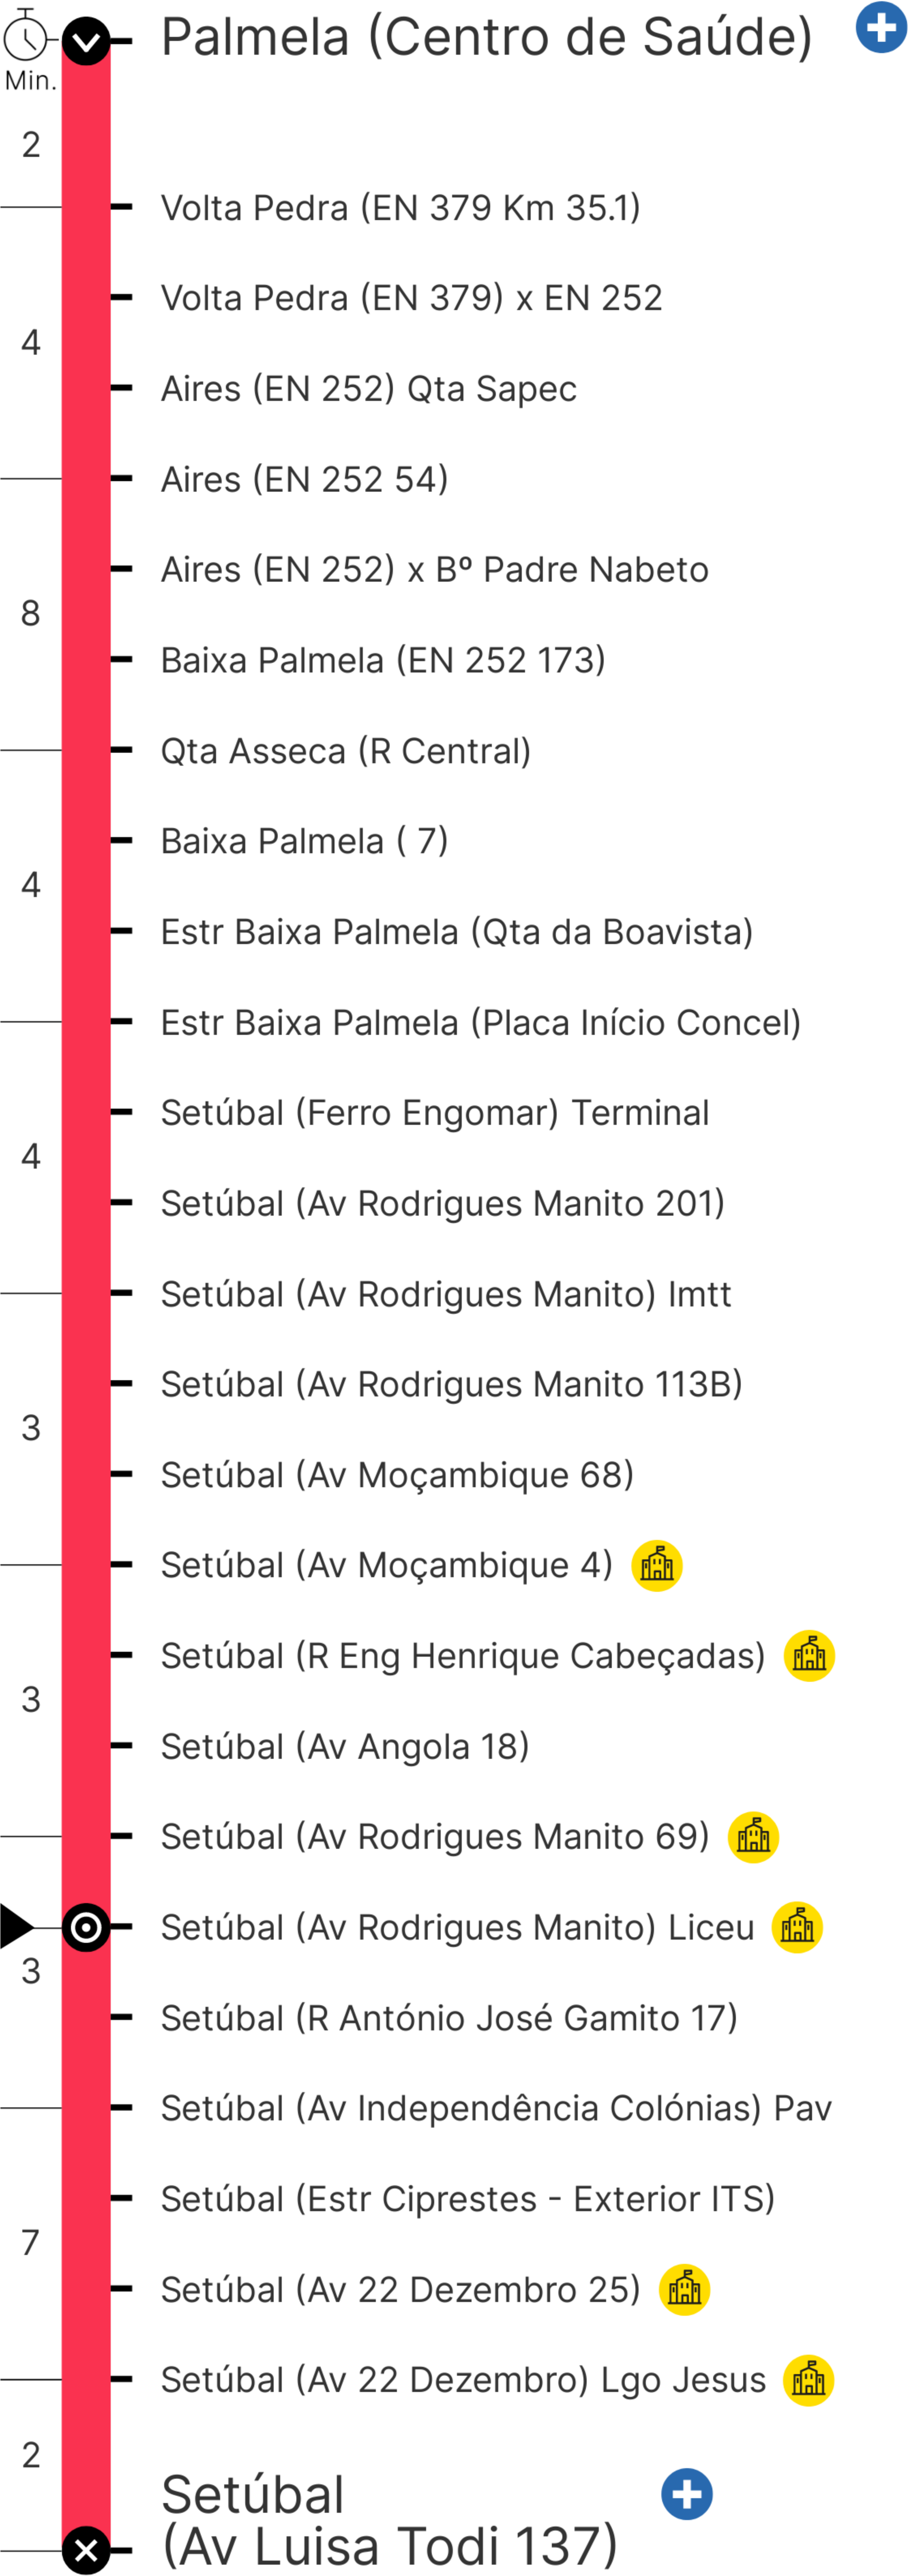 Palmela (Centro de Saúde)
Min.
2
Volta Pedra (EN 379 Km 35.1)
Volta Pedra (EN 379) x EN 252
4
Aires (EN 252) Qta Sapec
Aires (EN 252 54)
Aires (EN 252) x Bº Padre Nabeto
8
Baixa Palmela (EN 252 173)
Qta Asseca (R Central)
Baixa Palmela ( 7)
4
Estr Baixa Palmela (Qta da Boavista)
Estr Baixa Palmela (Placa Início Concel)
Setúbal (Ferro Engomar) Terminal
4
Setúbal (Av Rodrigues Manito 201)
Setúbal (Av Rodrigues Manito) Imtt
Setúbal (Av Rodrigues Manito 113B)
3
Setúbal (Av Moçambique 68)
Setúbal (Av Moçambique 4)
Setúbal (R Eng Henrique Cabeçadas)
3
Setúbal (Av Angola 18)
Setúbal (Av Rodrigues Manito 69)
Setúbal (Av Rodrigues Manito) Liceu
3
Setúbal (R António José Gamito 17)
Setúbal (Av Independência Colónias) Pav
Setúbal (Estr Ciprestes - Exterior ITS)
7
Setúbal (Av 22 Dezembro 25)
Setúbal (Av 22 Dezembro) Lgo Jesus
2
Setúbal
(Av Luisa Todi 137)